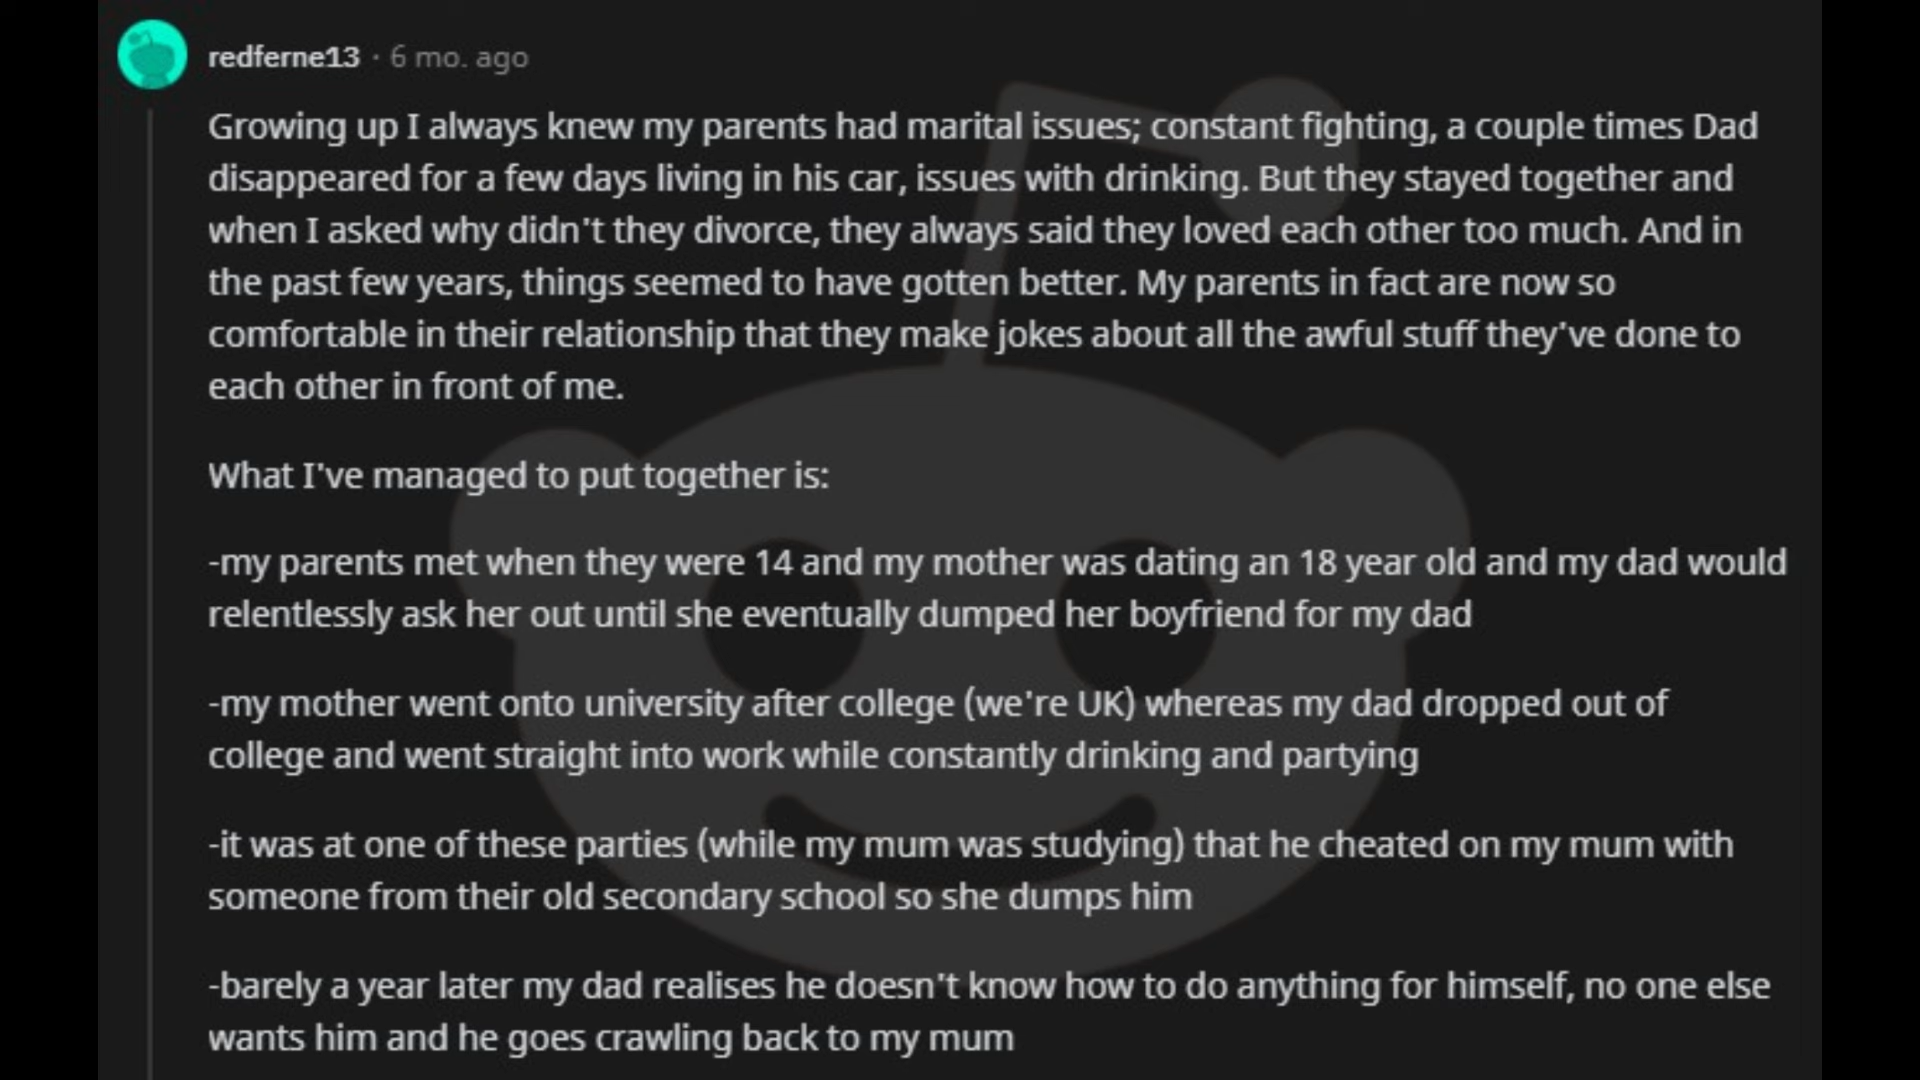 redferne13 · 6 mo. ago
Growing up I always knew my parents had marital issues; constant fighting, a couple times Dad
disappeared for a few days living in his car, issues with drinking. But they stayed together and
when I asked why didn't they divorce, they always said they loved each other too much. And in
the past few years, things seemed to have gotten better. My parents in fact are now so
comfortable in their relationship that they make jokes about all the awful stuff they've done to
each other in front of me.
What I've managed to put together is:
-my parents met when they were 14 and my mother was dating an 18 year old and my dad would
relentlessly ask her out until she eventually dumped her boyfriend for my dad
-my mother went onto university after college (we're UK) whereas my dad dropped out of
college and went straight into work while constantly drinking and partying
-it was at one of these parties (while my mum was studying) that he cheated on my mum with
someone from their old secondary school so she dumps him
-barely a year later my dad realises he doesn't know how to do anything for himself, no one else
wants him and he goes crawling back to my mum